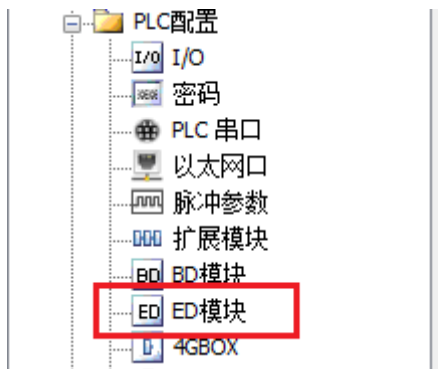 PLC配置
I/O I/O
密码
PLC 串口
以太网口
脉冲参数
扩展模块
BD BD模块
ED ED模块
4GBOX